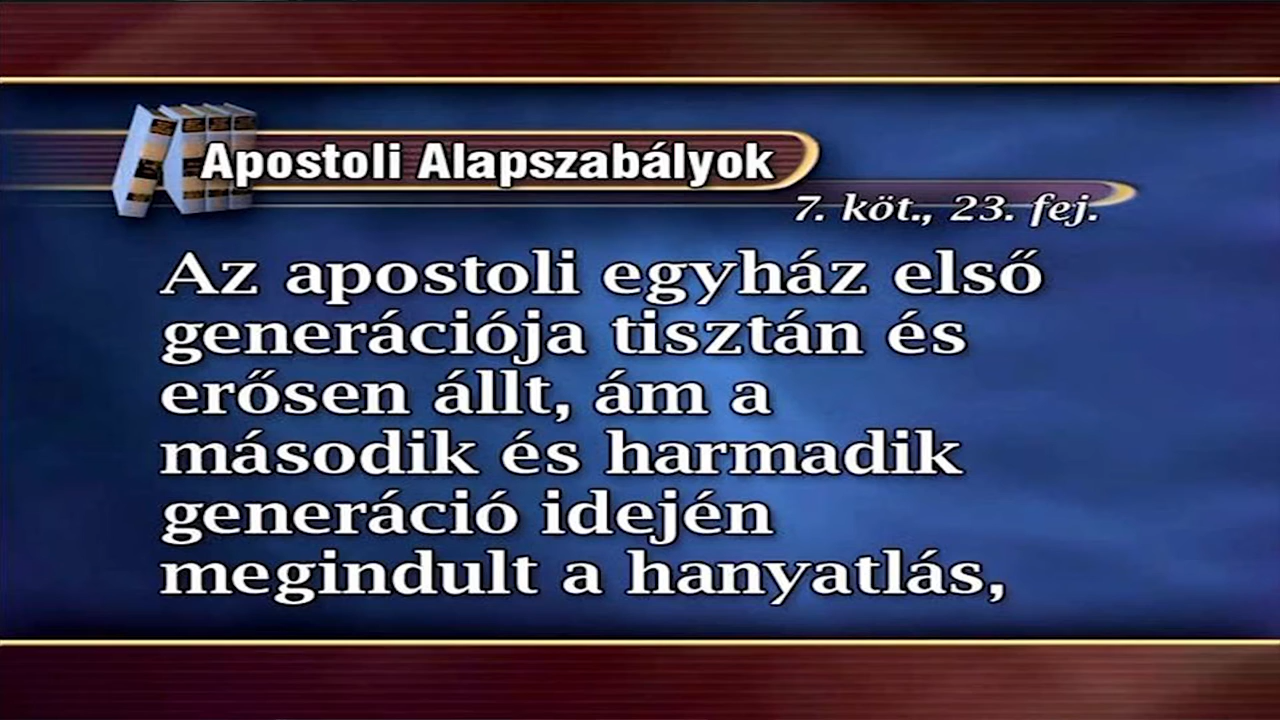 Apostoli Alapszabályok
7. köt., 23. fej.
Az apostoli egyház első
generációja tisztán és
erősen állt, ám a
második és harmadik
generáció idején
megindult a hanyatlás,